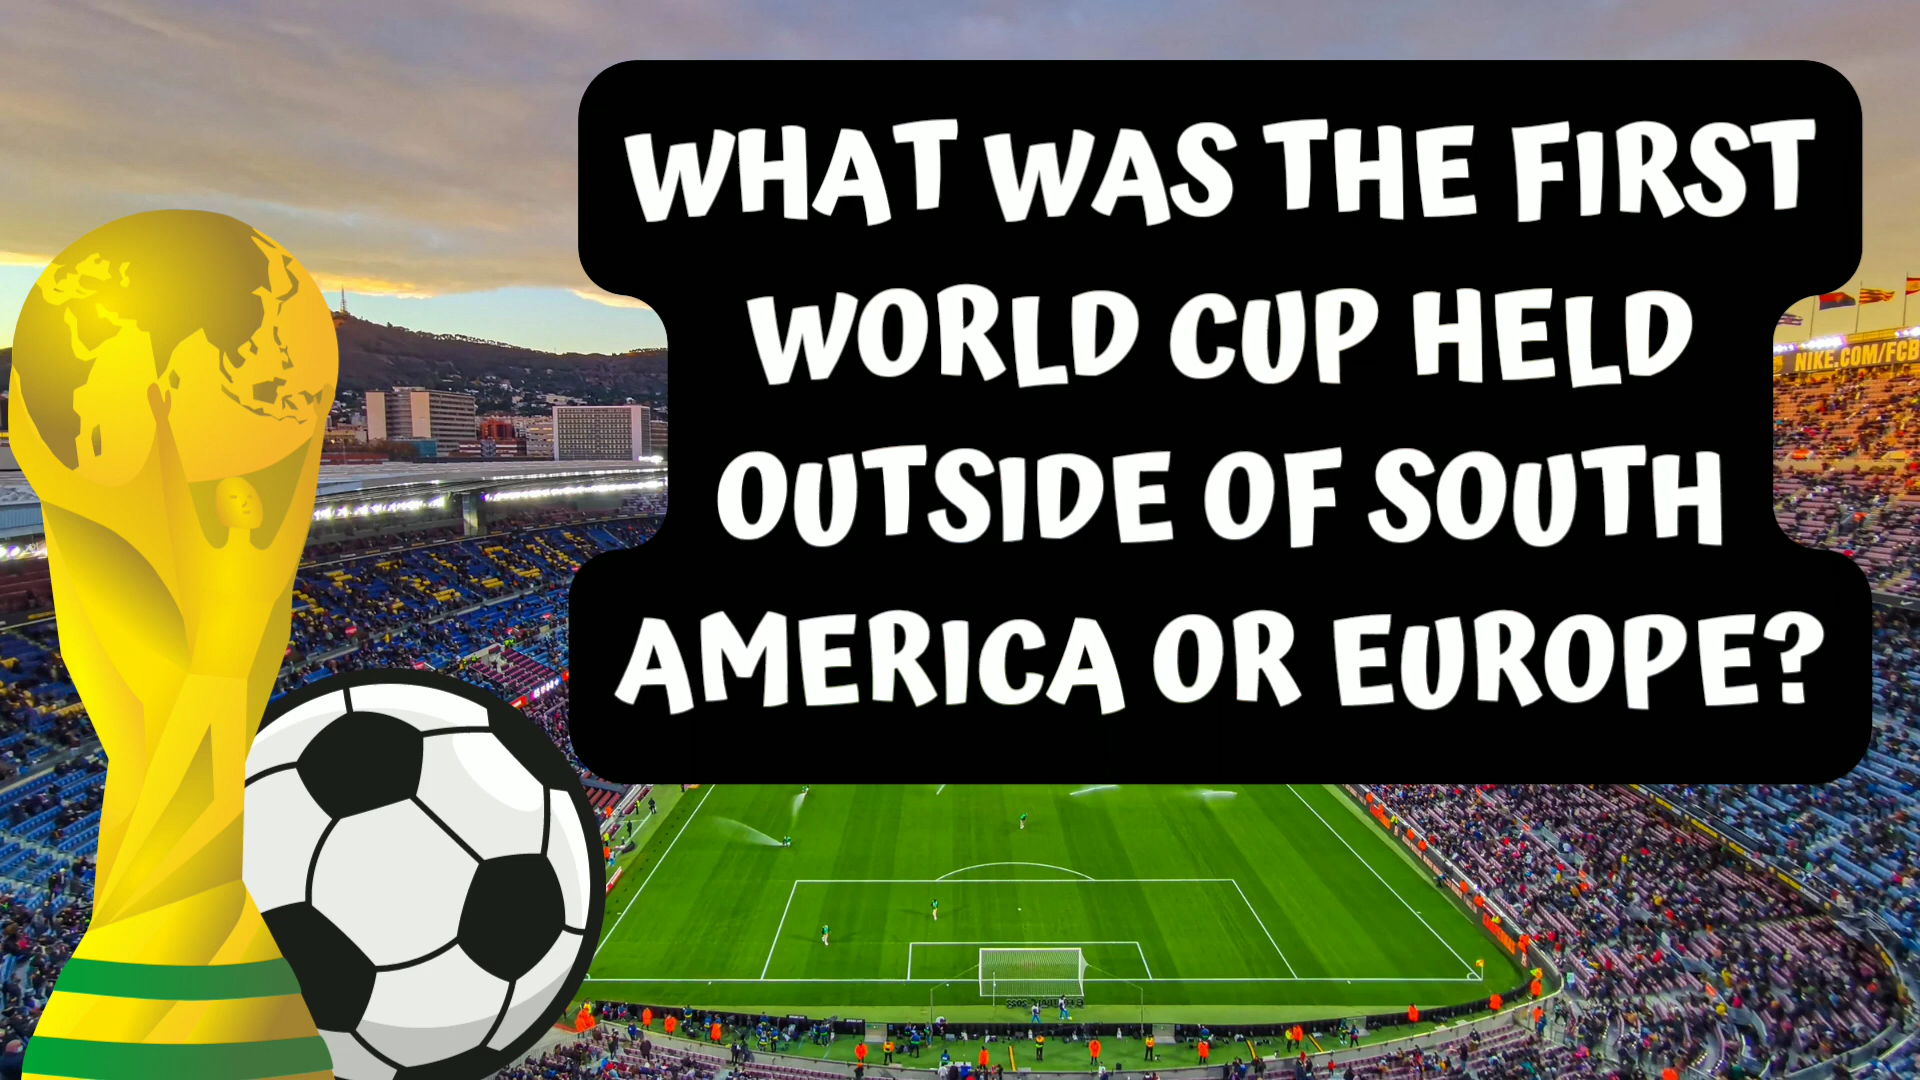 WHAT WAS THE FIRST
WORLD CUP HELD
OUTSIDE OF SOUTH
AMERICA OR EUROPE?
NIKE.COM/FCB